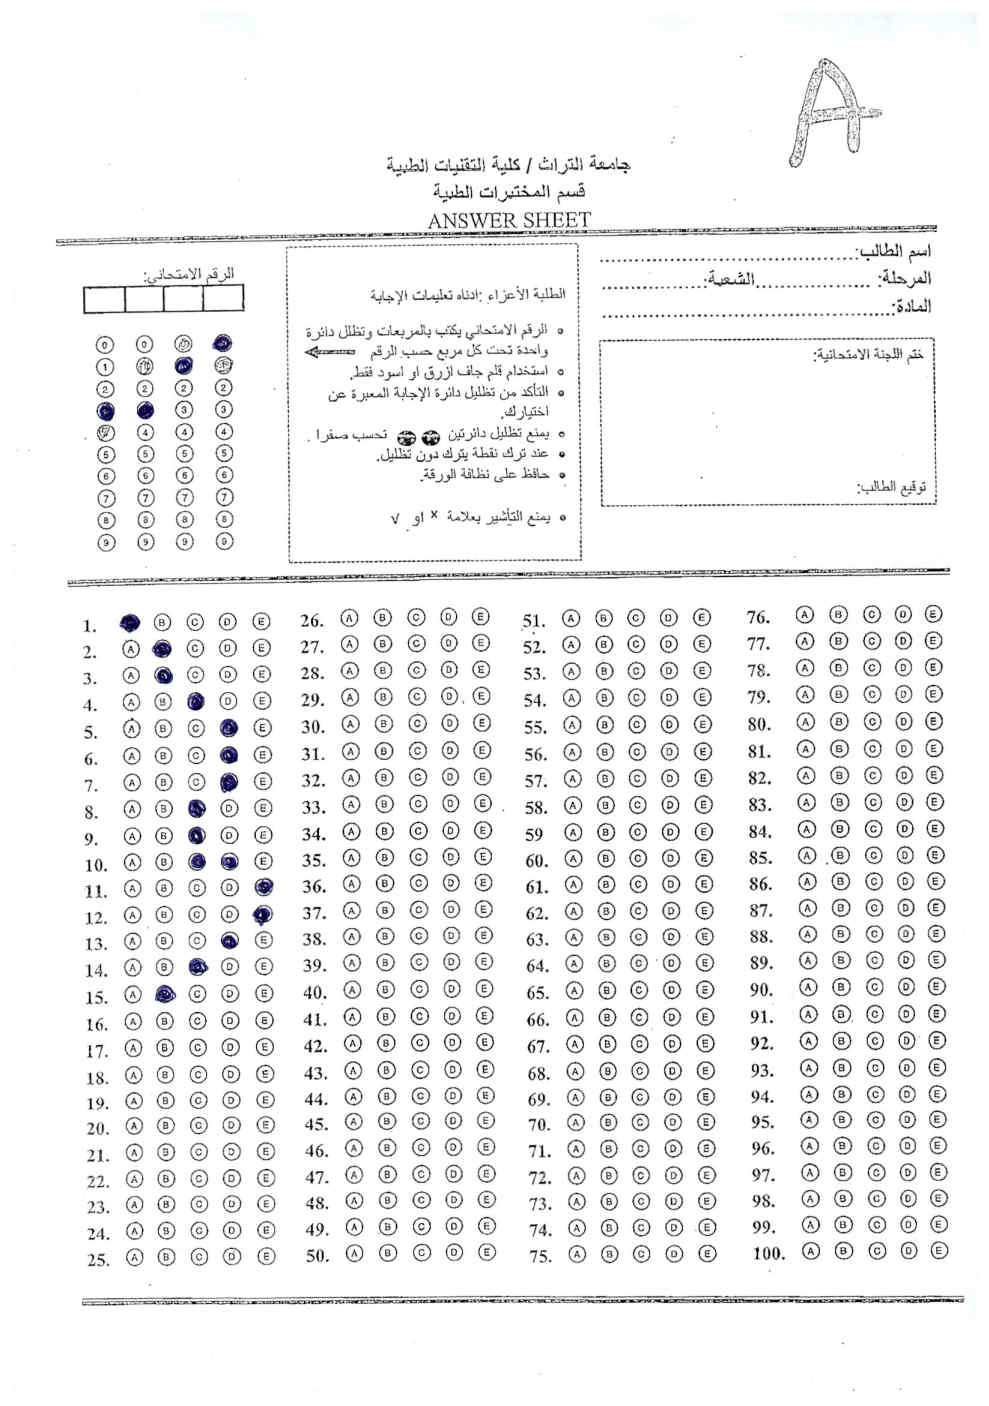 A
جامعة التراث / كلية التقنيات الطبية
قسم المختبرات الطبية
ANSWER SHEET
اسم الطالب:....................................
المرحلة: ..................الشعبة:................
المادة:..........................................
ختم اللجنة الامتحانية:
توقيع الطالب:
الطلبة الأعزاء :ادناه تعليمات الإجابة
• الرقم الامتحاني يكتب بالمربعات وتظلل دائرة
واحدة تحت كل مربع حسب الرقم
• استخدام قلم جاف ازرق او اسود فقط.
• التأكد من تظليل دائرة الإجابة المعبرة عن
اختيارك.
• يمنع تظليل دائرتين تحسب صفرا .
• عند ترك نقطة يترك دون تظليل.
• حافظ على نظافة الورقة.
• يمنع التأشير بعلامة x او √
الرقم الامتحاني:
0 0
1
2 2 2 2
3 3
4 4 4
5 5 5 5
6 6 6 6
7 7 7 7
8 8 8 8
9 9 9 9
1. B C D E
2. A C D E
3. A C D E
4. A B D E
5. A B C E
6. A B C E
7. A B C E
8. A B D E
9. A B D E
10. A B E
11. A B C D
12. A B C D
13. A B C E
14. A B D E
15. A C D E
16. A B C D E
17. A B C D E
18. A B C D E
19. A B C D E
20. A B C D E
21. A B C D E
22. A B C D E
23. A B C D E
24. A B C D E
25. A B C D E
26. A B C D E
27. A B C D E
28. A B C D E
29. A B C D E
30. A B C D E
31. A B C D E
32. A B C D E
33. A B C D E
34. A B C D E
35. A B C D E
36. A B C D E
37. A B C D E
38. A B C D E
39. A B C D E
40. A B C D E
41. A B C D E
42. A B C D E
43. A B C D E
44. A B C D E
45. A B C D E
46. A B C D E
47. A B C D E
48. A B C D E
49. A B C D E
50. A B C D E
51. A B C D E
52. A B C D E
53. A B C D E
54. A B C D E
55. A B C D E
56. A B C D E
57. A B C D E
58. A B C D E
59 A B C D E
60. A B C D E
61. A B C D E
62. A B C D E
63. A B C D E
64. A B C D E
65. A B C D E
66. A B C D E
67. A B C D E
68. A B C D E
69. A B C D E
70. A B C D E
71. A B C D E
72. A B C D E
73. A B C D E
74. A B C D E
75. A B C D E
76. A B C D E
77. A B C D E
78. A B C D E
79. A B C D E
80. A B C D E
81. A B C D E
82. A B C D E
83. A B C D E
84. A B C D E
85. A B C D E
86. A B C D E
87. A B C D E
88. A B C D E
89. A B C D E
90. A B C D E
91. A B C D E
92. A B C D E
93. A B C D E
94. A B C D E
95. A B C D E
96. A B C D E
97. A B C D E
98. A B C D E
99. A B C D E
100. A B C D E